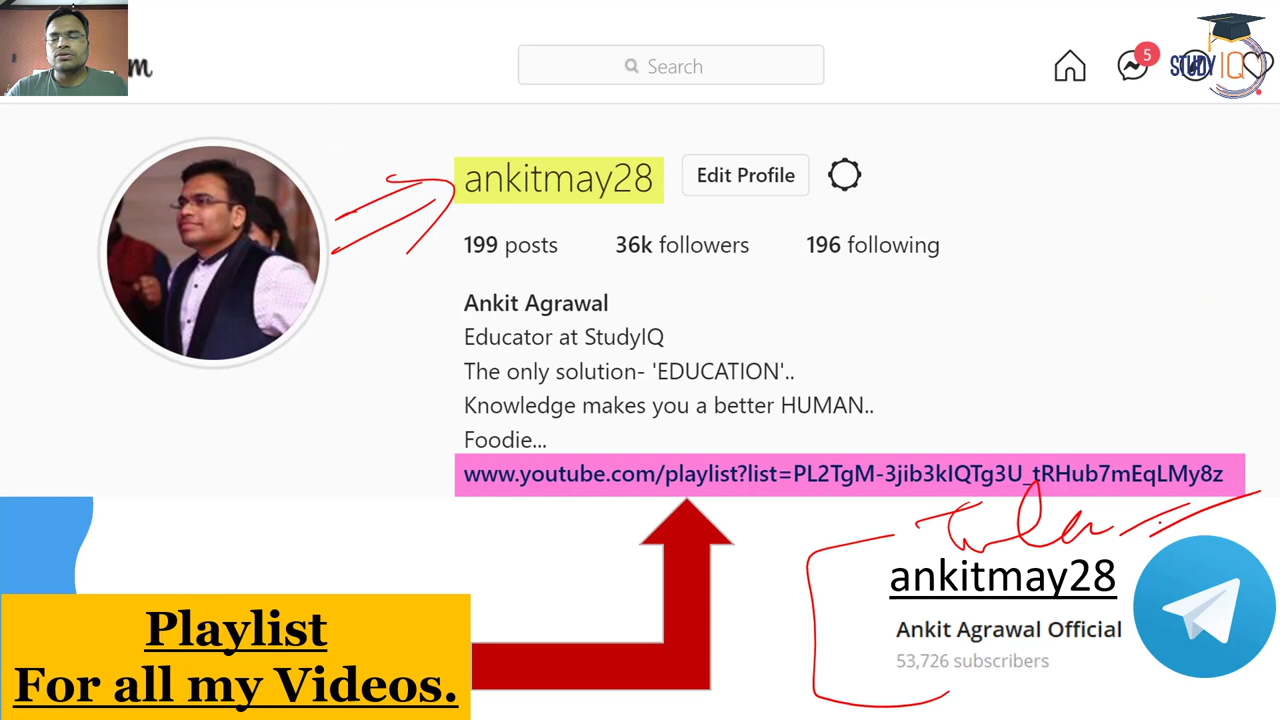 m
Search
5
STUDY IQ
ankitmay28
Edit Profile
199 posts 36k followers 196 following
Ankit Agrawal
Educator at StudyIQ
The only solution- 'EDUCATION'..
Knowledge makes you a better HUMAN..
Foodie...
www.youtube.com/playlist?list=PL2TgM-3jib3kIQTg3U_tRHub7mEqLMy8z
ankitmay28
Ankit Agrawal Official
53,726 subscribers
Playlist
For all my Videos.